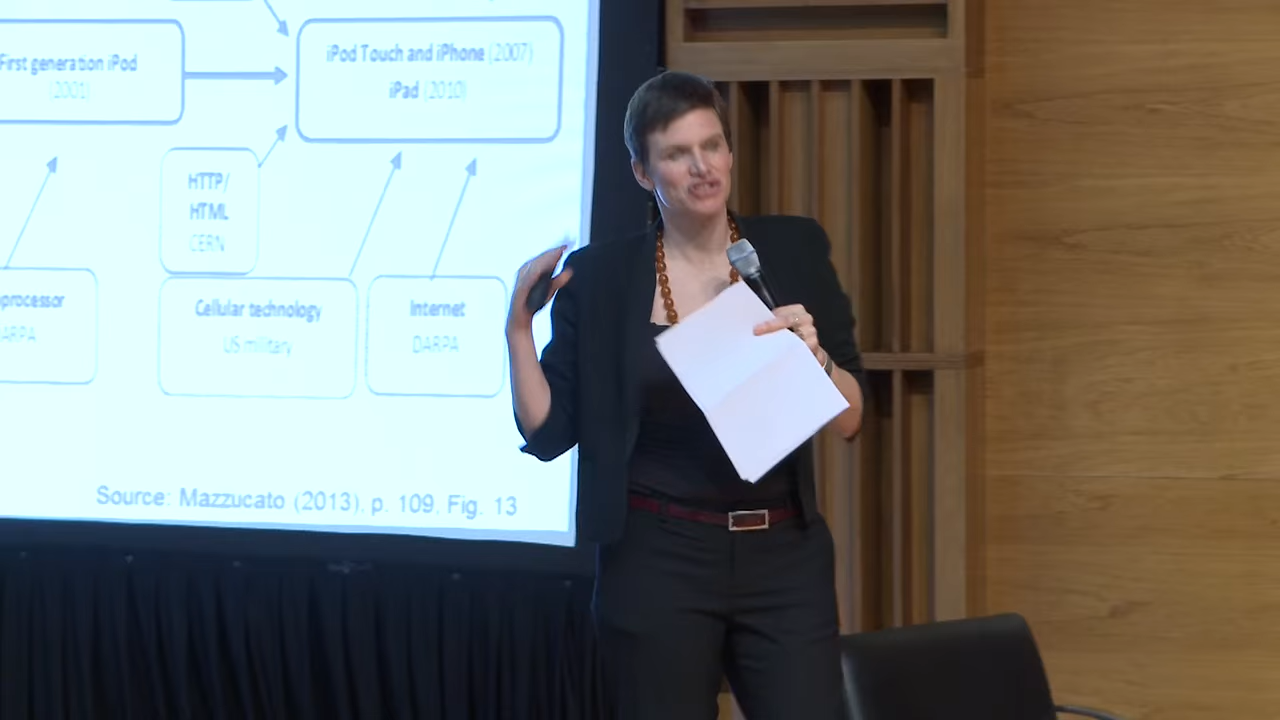 First generation iPod
(2001)
iPod Touch and iPhone (2007)
iPad (2010)
HTTP/
HTML
CERN
processor
ARPA
Cellular technology
US military
Internet
DARPA
Source: Mazzucato (2013), p. 109, Fig. 13